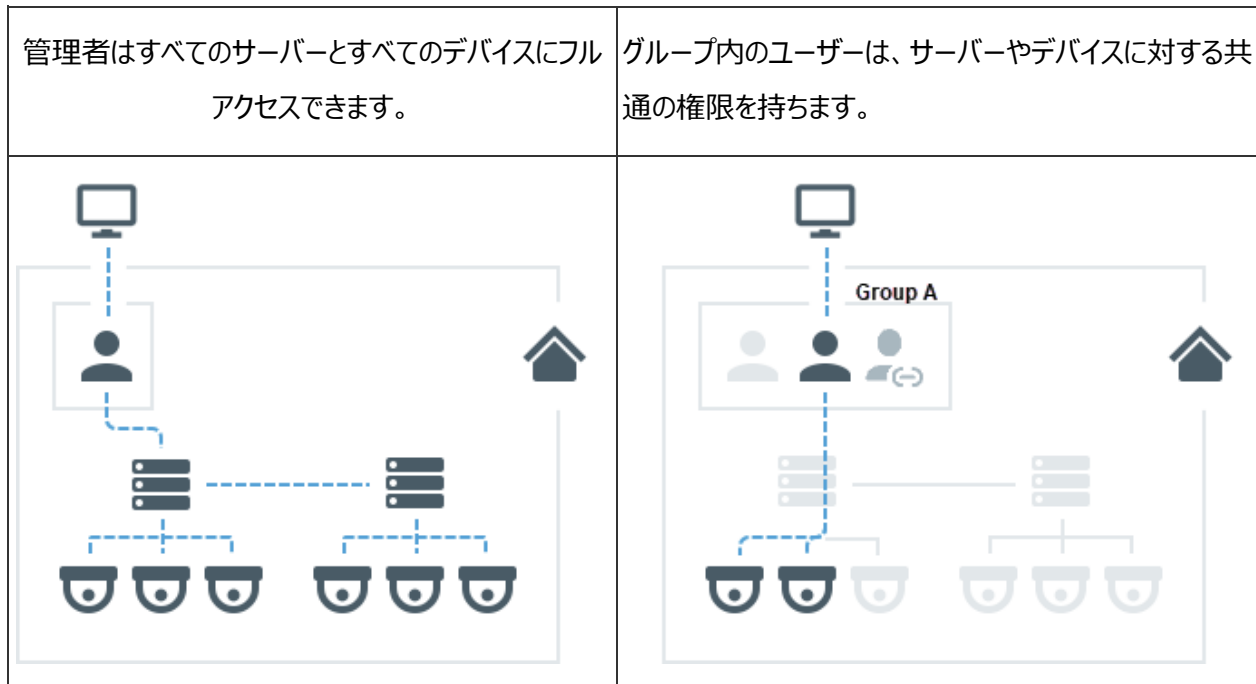 管理者はすべてのサーバーとすべてのデバイスにフル
アクセスできます。
グループ内のユーザーは、サーバーやデバイスに対する共
通の権限を持ちます。
Group A